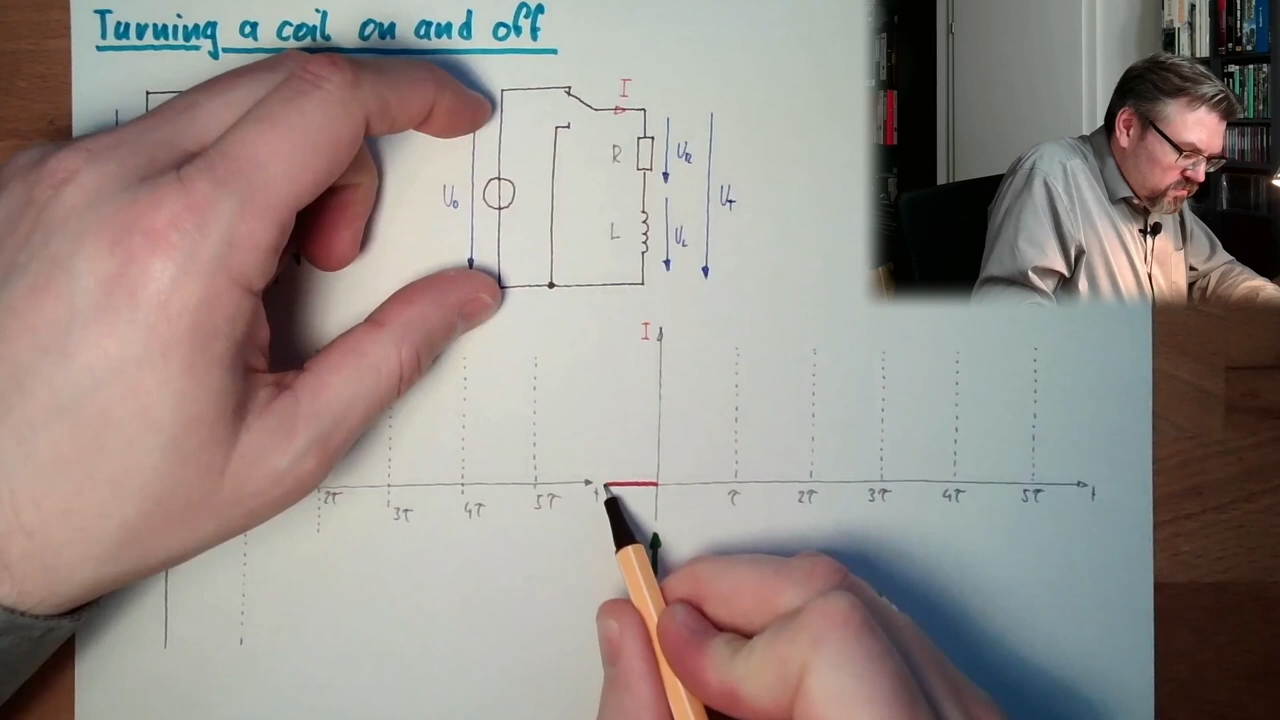 Turning a coil on and off
I
R
U_R
U_0
U_T
L
U_L
I
2τ 3τ 4τ 5τ t τ 2τ 3τ 4τ 5τ t